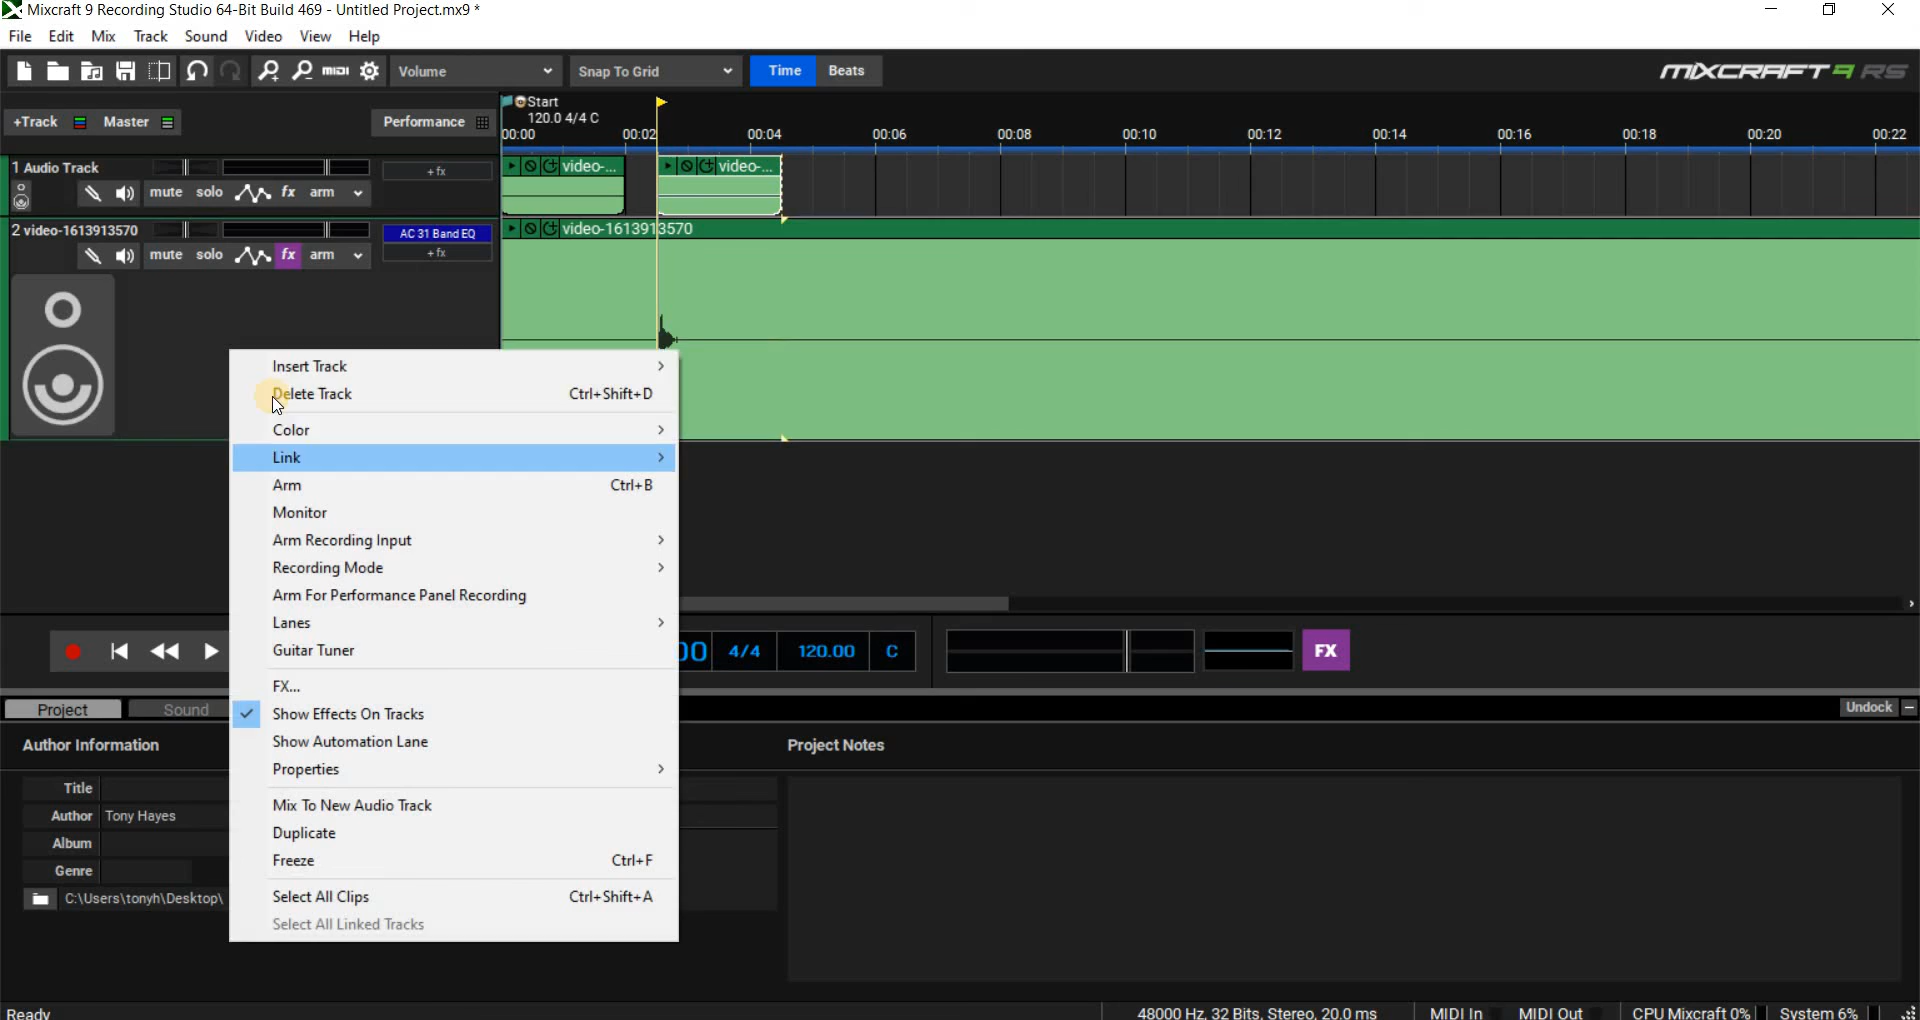 Mixcraft 9 Recording Studio 64-Bit Build 469 - Untitled Project.mx9 *
File Edit Mix Track Sound Video View Help
MIDI Volume Snap To Grid Time Beats MIXCRAFT 9 RS
+Track Master Performance
Start
120.0 4/4 C
00:00 00:02 00:04 00:06 00:08 00:10 00:12 00:14 00:16 00:18 00:20 00:22
1 Audio Track +fx video-... video-...
mute solo fx arm
2 video-1613913570 AC 31 Band EQ video-1613913570
mute solo fx arm +fx
Insert Track
Delete Track Ctrl+Shift+D
Color
Link
Arm Ctrl+B
Monitor
Arm Recording Input
Recording Mode
Arm For Performance Panel Recording
Lanes
Guitar Tuner
FX...
Show Effects On Tracks
Show Automation Lane
Properties
Mix To New Audio Track
Duplicate
Freeze Ctrl+F
Select All Clips Ctrl+Shift+A
Select All Linked Tracks
00 4/4 120.00 C FX
Project Sound Undock
Author Information Project Notes
Title
Author Tony Hayes
Album
Genre
C:\Users\tonyh\Desktop\
Ready 48000 Hz, 32 Bits, Stereo, 20.0 ms MIDI In MIDI Out CPU Mixcraft 0% System 6%